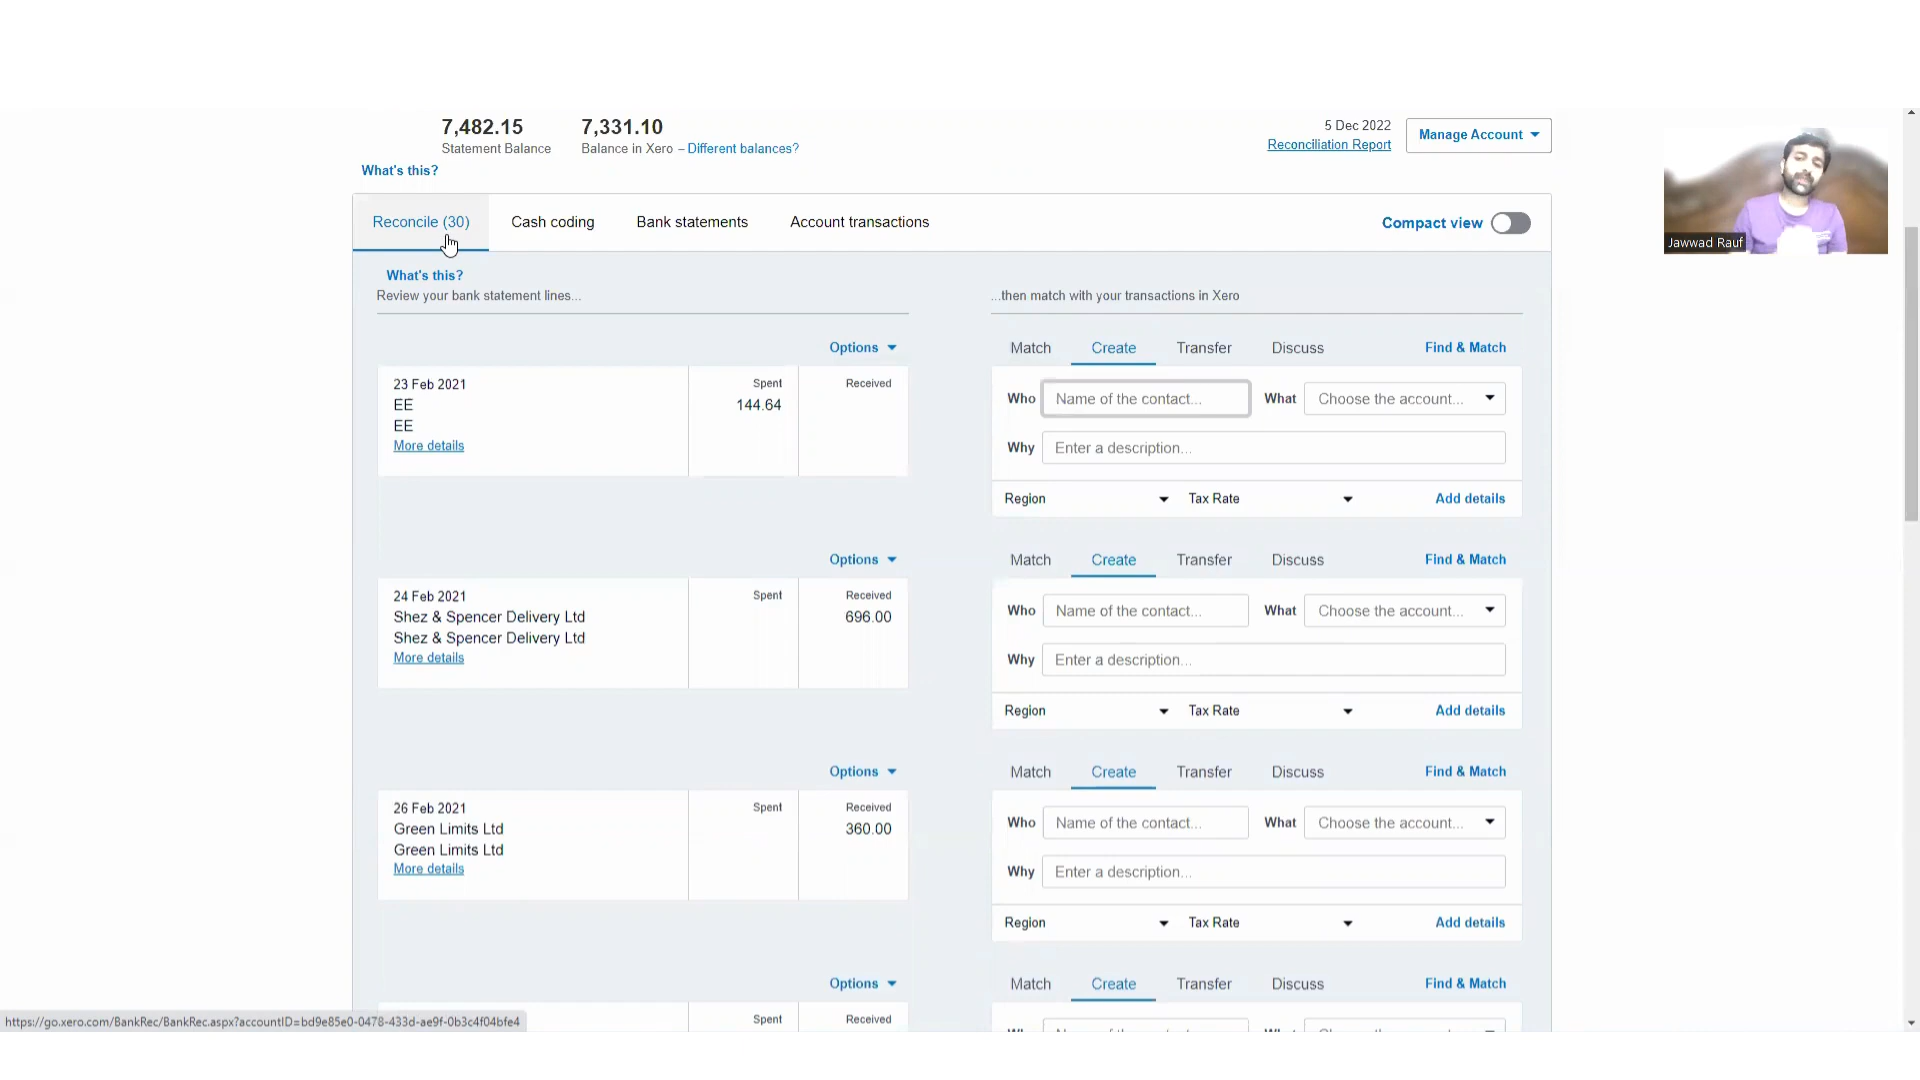 7,482.15
Statement Balance
7,331.10
Balance in Xero – Different balances?
5 Dec 2022
Reconciliation Report
Manage Account
What's this?
Reconcile (30)
Cash coding
Bank statements
Account transactions
Compact view
Jawwad Rauf
What's this?
Review your bank statement lines...
...then match with your transactions in Xero
Options
Match
Create
Transfer
Discuss
Find & Match
23 Feb 2021
EE
EE
More details
Spent
144.64
Received
Who
Name of the contact...
What
Choose the account...
Why
Enter a description...
Region
Tax Rate
Add details
Options
Match
Create
Transfer
Discuss
Find & Match
24 Feb 2021
Shez & Spencer Delivery Ltd
Shez & Spencer Delivery Ltd
More details
Spent
Received
696.00
Who
Name of the contact...
What
Choose the account...
Why
Enter a description...
Region
Tax Rate
Add details
Options
Match
Create
Transfer
Discuss
Find & Match
26 Feb 2021
Green Limits Ltd
Green Limits Ltd
More details
Spent
Received
360.00
Who
Name of the contact...
What
Choose the account...
Why
Enter a description...
Region
Tax Rate
Add details
Options
Match
Create
Transfer
Discuss
Find & Match
Spent
Received
https://go.xero.com/BankRec/BankRec.aspx?accountID=bd9e85e0-0478-433d-ae9f-0b3c4f04bfe4